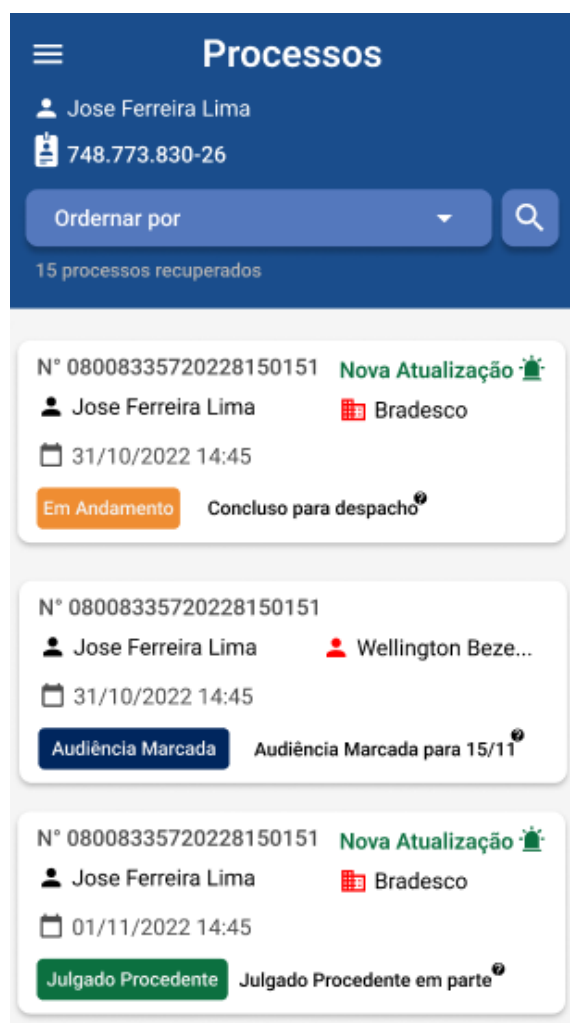 Processos
Jose Ferreira Lima
748.773.830-26
Ordernar por
15 processos recuperados
N° 08008335720228150151 Nova Atualização
Jose Ferreira Lima Bradesco
31/10/2022 14:45
Em Andamento Concluso para despacho
N° 08008335720228150151
Jose Ferreira Lima Wellington Beze...
31/10/2022 14:45
Audiência Marcada Audiência Marcada para 15/11
N° 08008335720228150151 Nova Atualização
Jose Ferreira Lima Bradesco
01/11/2022 14:45
Julgado Procedente Julgado Procedente em parte